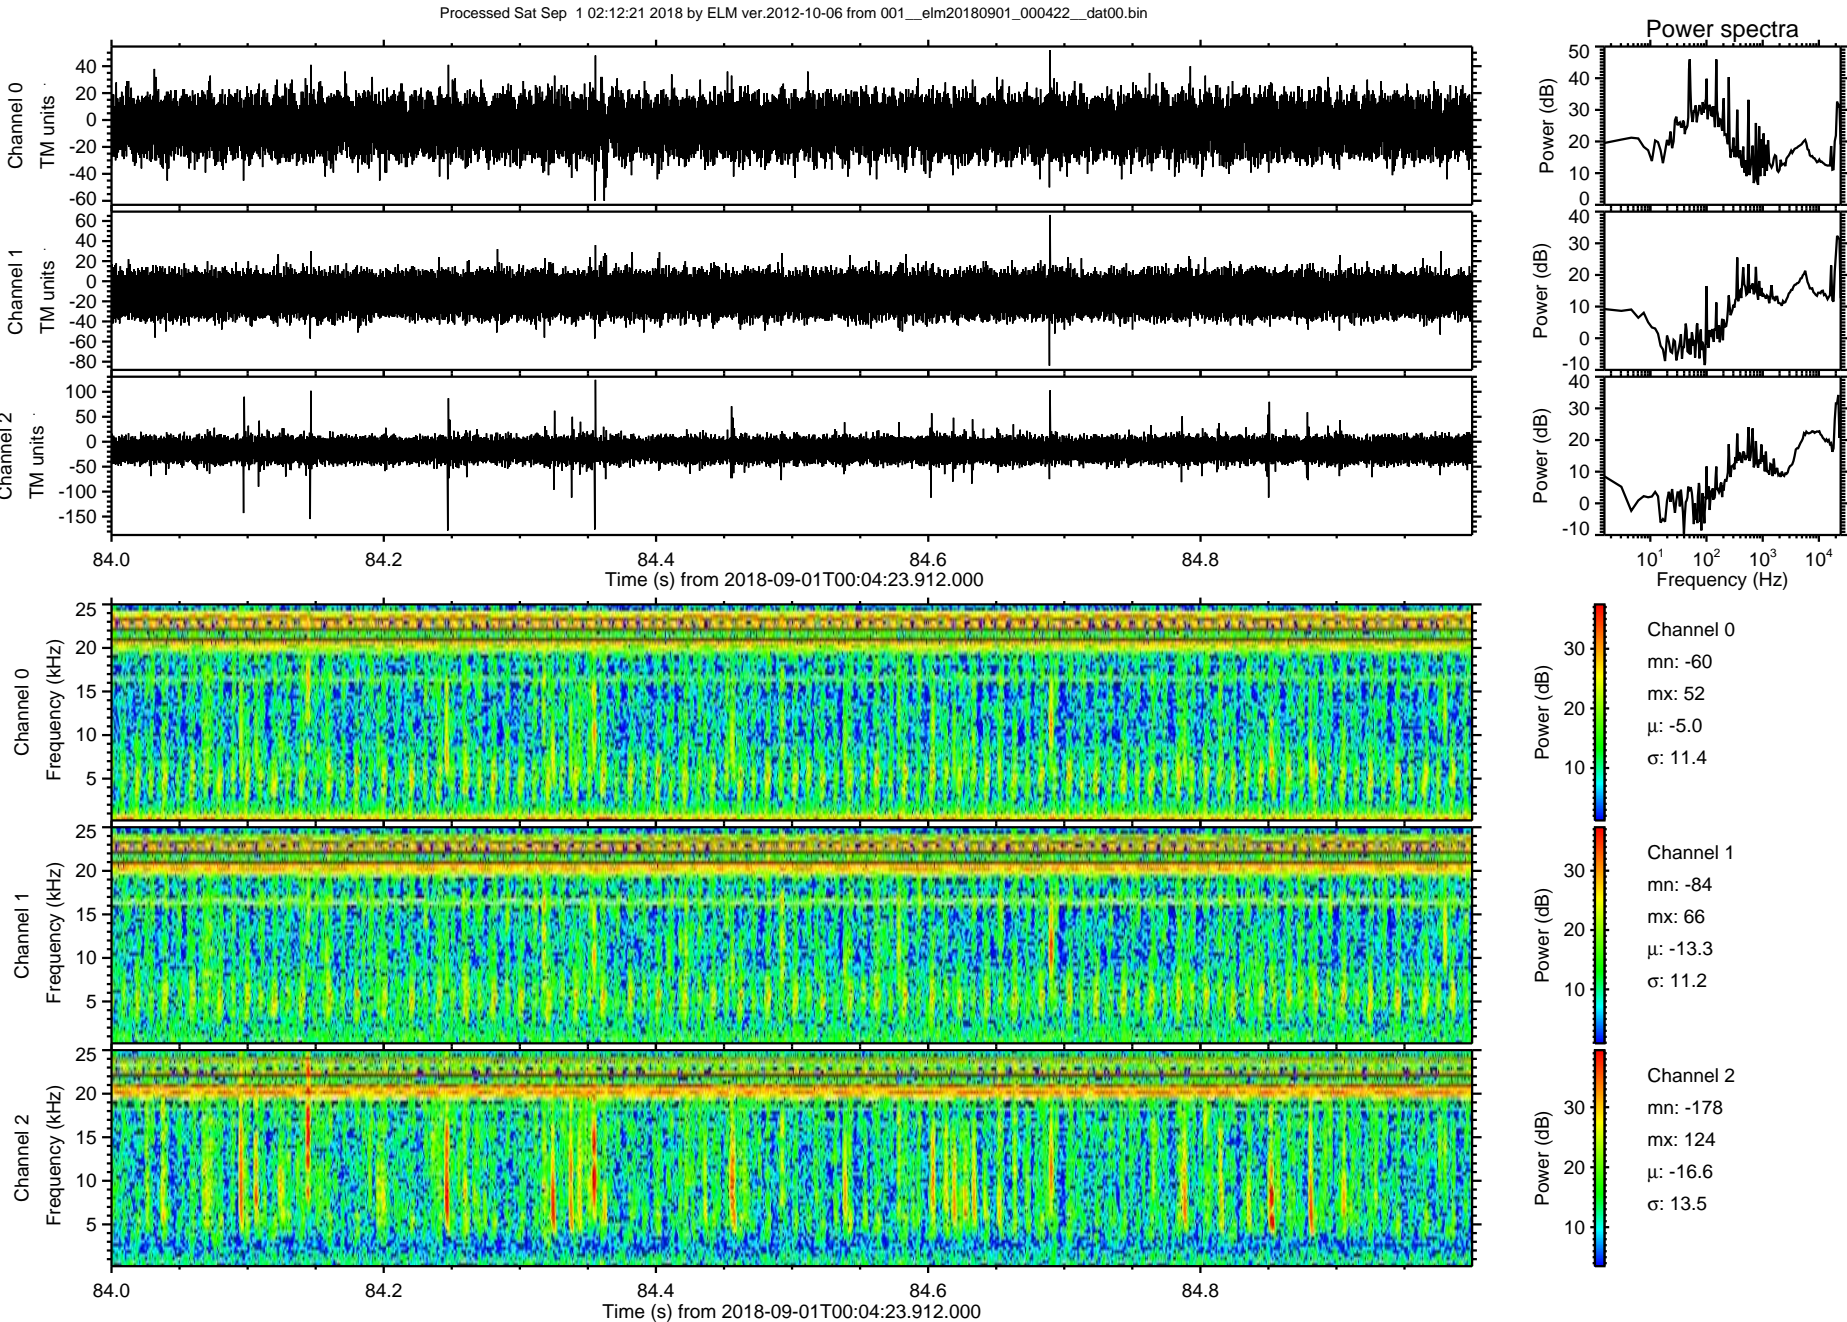 Processed Sat Sep 1 02:12:21 2018 by ELM ver.2012-10-06 from 001__elm20180901_000422__dat00.bin
Power spectra
Channel 0
TM units
40
20
0
-20
-40
-60
Power (dB)
50
40
30
20
10
0
Channel 1
TM units
60
40
20
0
-20
-40
-60
-80
Power (dB)
40
30
20
10
0
-10
Channel 2
TM units
100
50
0
-50
-100
-150
Power (dB)
40
30
20
10
0
-10
84.0 84.2 84.4 84.6 84.8
Time (s) from 2018-09-01T00:04:23.912.000
10¹ 10² 10³ 10⁴
Frequency (Hz)
Channel 0
Frequency (kHz)
25
20
15
10
5
Power (dB)
30
20
10
Channel 0
mn: -60
mx: 52
μ: -5.0
σ: 11.4
Channel 1
Frequency (kHz)
25
20
15
10
5
Power (dB)
30
20
10
Channel 1
mn: -84
mx: 66
μ: -13.3
σ: 11.2
Channel 2
Frequency (kHz)
25
20
15
10
5
Power (dB)
30
20
10
Channel 2
mn: -178
mx: 124
μ: -16.6
σ: 13.5
84.0 84.2 84.4 84.6 84.8
Time (s) from 2018-09-01T00:04:23.912.000